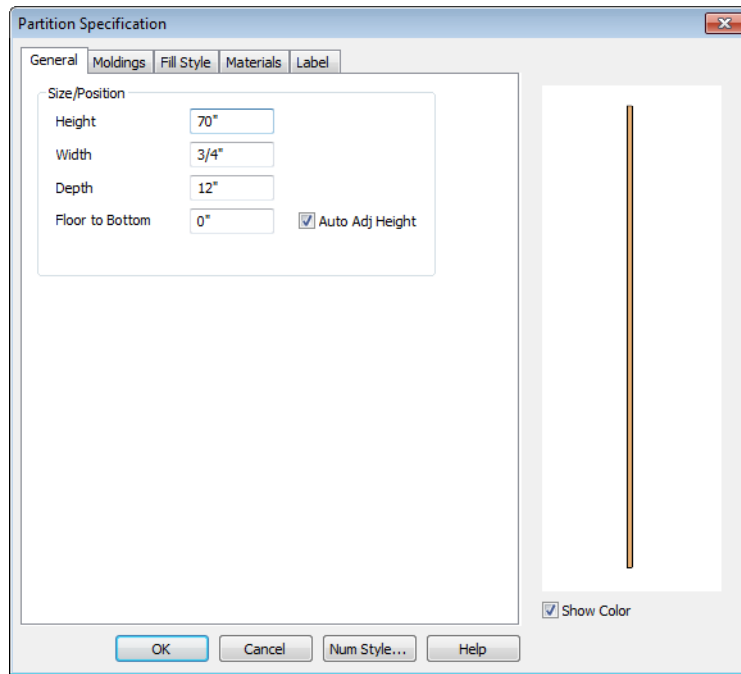 Partition Specification
General Moldings Fill Style Materials Label
Size/Position
Height 70"
Width 3/4"
Depth 12"
Floor to Bottom 0" Auto Adj Height
Show Color
OK Cancel Num Style... Help